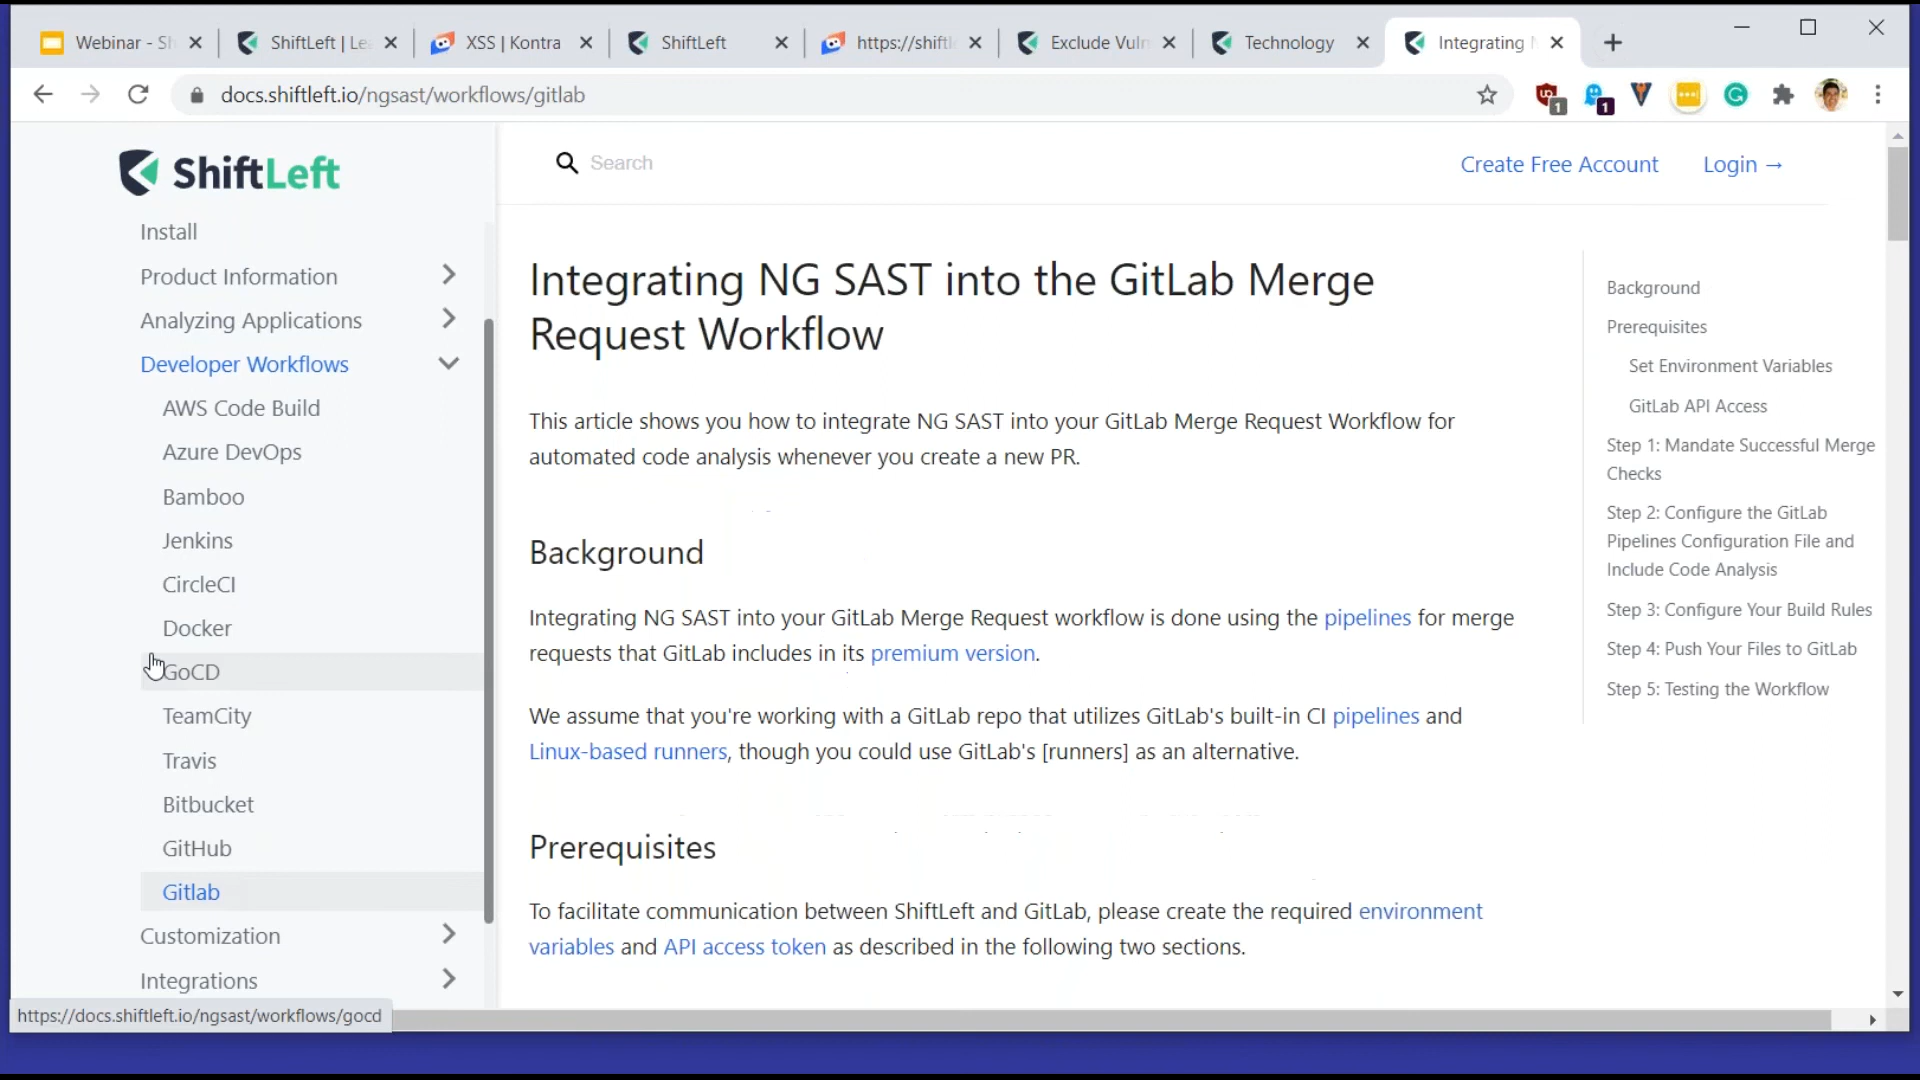 Webinar - Sh
ShiftLeft | Lea
XSS | Kontra
ShiftLeft
https://shiftle
Exclude Vuln
Technology
Integrating N
docs.shiftleft.io/ngsast/workflows/gitlab
1
1
ShiftLeft
Search
Create Free Account
Login →
Install
Product Information
Analyzing Applications
Developer Workflows
AWS Code Build
Azure DevOps
Bamboo
Jenkins
CircleCI
Docker
GoCD
TeamCity
Travis
Bitbucket
GitHub
Gitlab
Customization
Integrations
https://docs.shiftleft.io/ngsast/workflows/gocd
Integrating NG SAST into the GitLab Merge
Request Workflow
This article shows you how to integrate NG SAST into your GitLab Merge Request Workflow for
automated code analysis whenever you create a new PR.
Background
Integrating NG SAST into your GitLab Merge Request workflow is done using the pipelines for merge
requests that GitLab includes in its premium version.
We assume that you're working with a GitLab repo that utilizes GitLab's built-in CI pipelines and
Linux-based runners, though you could use GitLab's [runners] as an alternative.
Prerequisites
To facilitate communication between ShiftLeft and GitLab, please create the required environment
variables and API access token as described in the following two sections.
Background
Prerequisites
Set Environment Variables
GitLab API Access
Step 1: Mandate Successful Merge
Checks
Step 2: Configure the GitLab
Pipelines Configuration File and
Include Code Analysis
Step 3: Configure Your Build Rules
Step 4: Push Your Files to GitLab
Step 5: Testing the Workflow